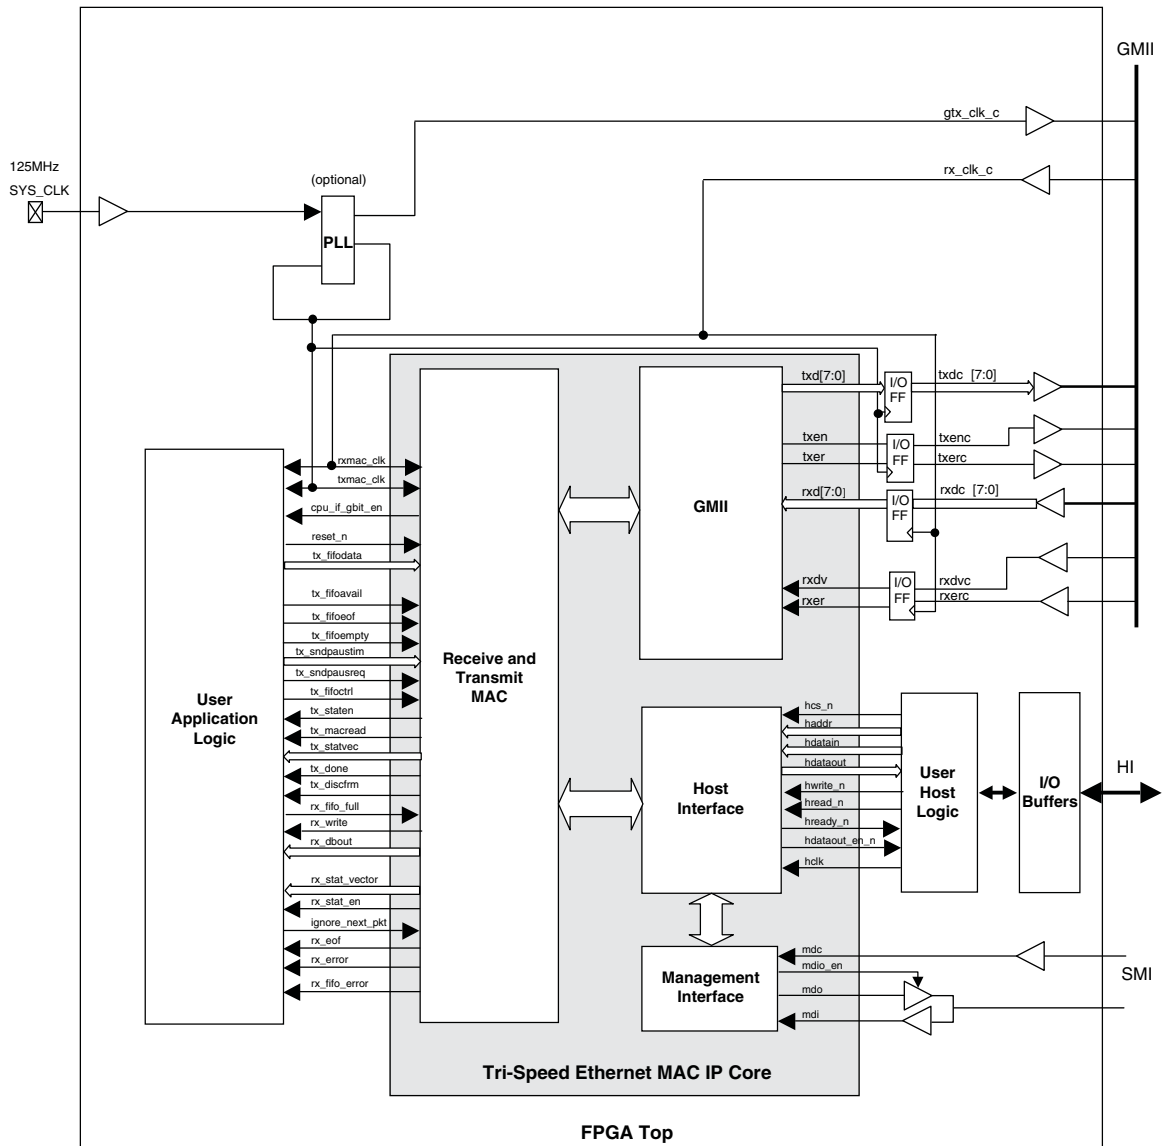 GMII
gtx_clk_c
125MHz
SYS_CLK
(optional)
rx_clk_c
PLL
txd[7:0]
I/O
FF
txdc [7:0]
txen
txer
I/O
FF
txenc
txerc
rxd[7:0]
I/O
FF
rxdc [7:0]
GMII
rxdv
rxer
I/O
FF
rxdvc
rxerc
rxmac_clk
txmac_clk
cpu_if_gbit_en
reset_n
tx_fifodata
tx_fifoavail
tx_fifoeof
tx_fifoempty
tx_sndpaustim
tx_sndpausreq
tx_fifoctrl
tx_staten
tx_macread
tx_statvec
tx_done
tx_discfrm
rx_fifo_full
rx_write
rx_dbout
rx_stat_vector
rx_stat_en
ignore_next_pkt
rx_eof
rx_error
rx_fifo_error
User
Application
Logic
Receive and
Transmit
MAC
Host
Interface
hcs_n
haddr
hdatain
hdataout
hwrite_n
hread_n
hready_n
hdataout_en_n
hclk
User
Host
Logic
I/O
Buffers
HI
Management
Interface
mdc
mdio_en
mdo
mdi
SMI
Tri-Speed Ethernet MAC IP Core
FPGA Top